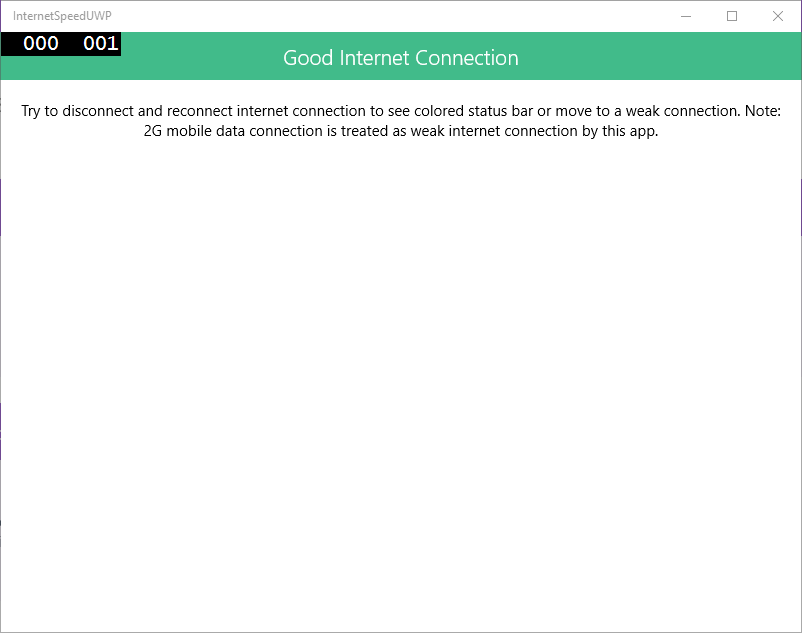 InternetSpeedUWP
000 001
Good Internet Connection
Try to disconnect and reconnect internet connection to see colored status bar or move to a weak connection. Note:
2G mobile data connection is treated as weak internet connection by this app.